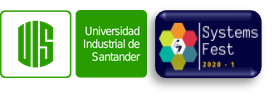 UIS
Universidad
Industrial de
Santander
Systems
Fest
2020 - 1